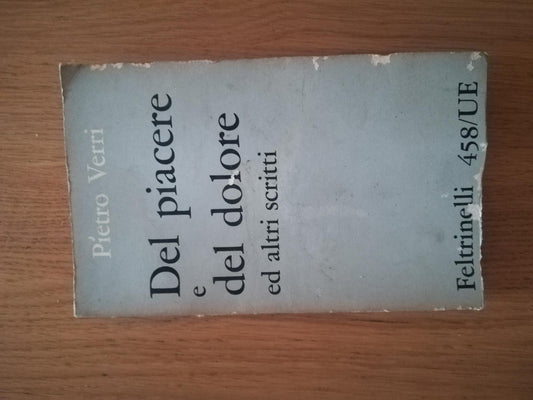 Pietro Verri
Del piacere
e
del dolore
ed altri scritti
Feltrinelli 458/UE